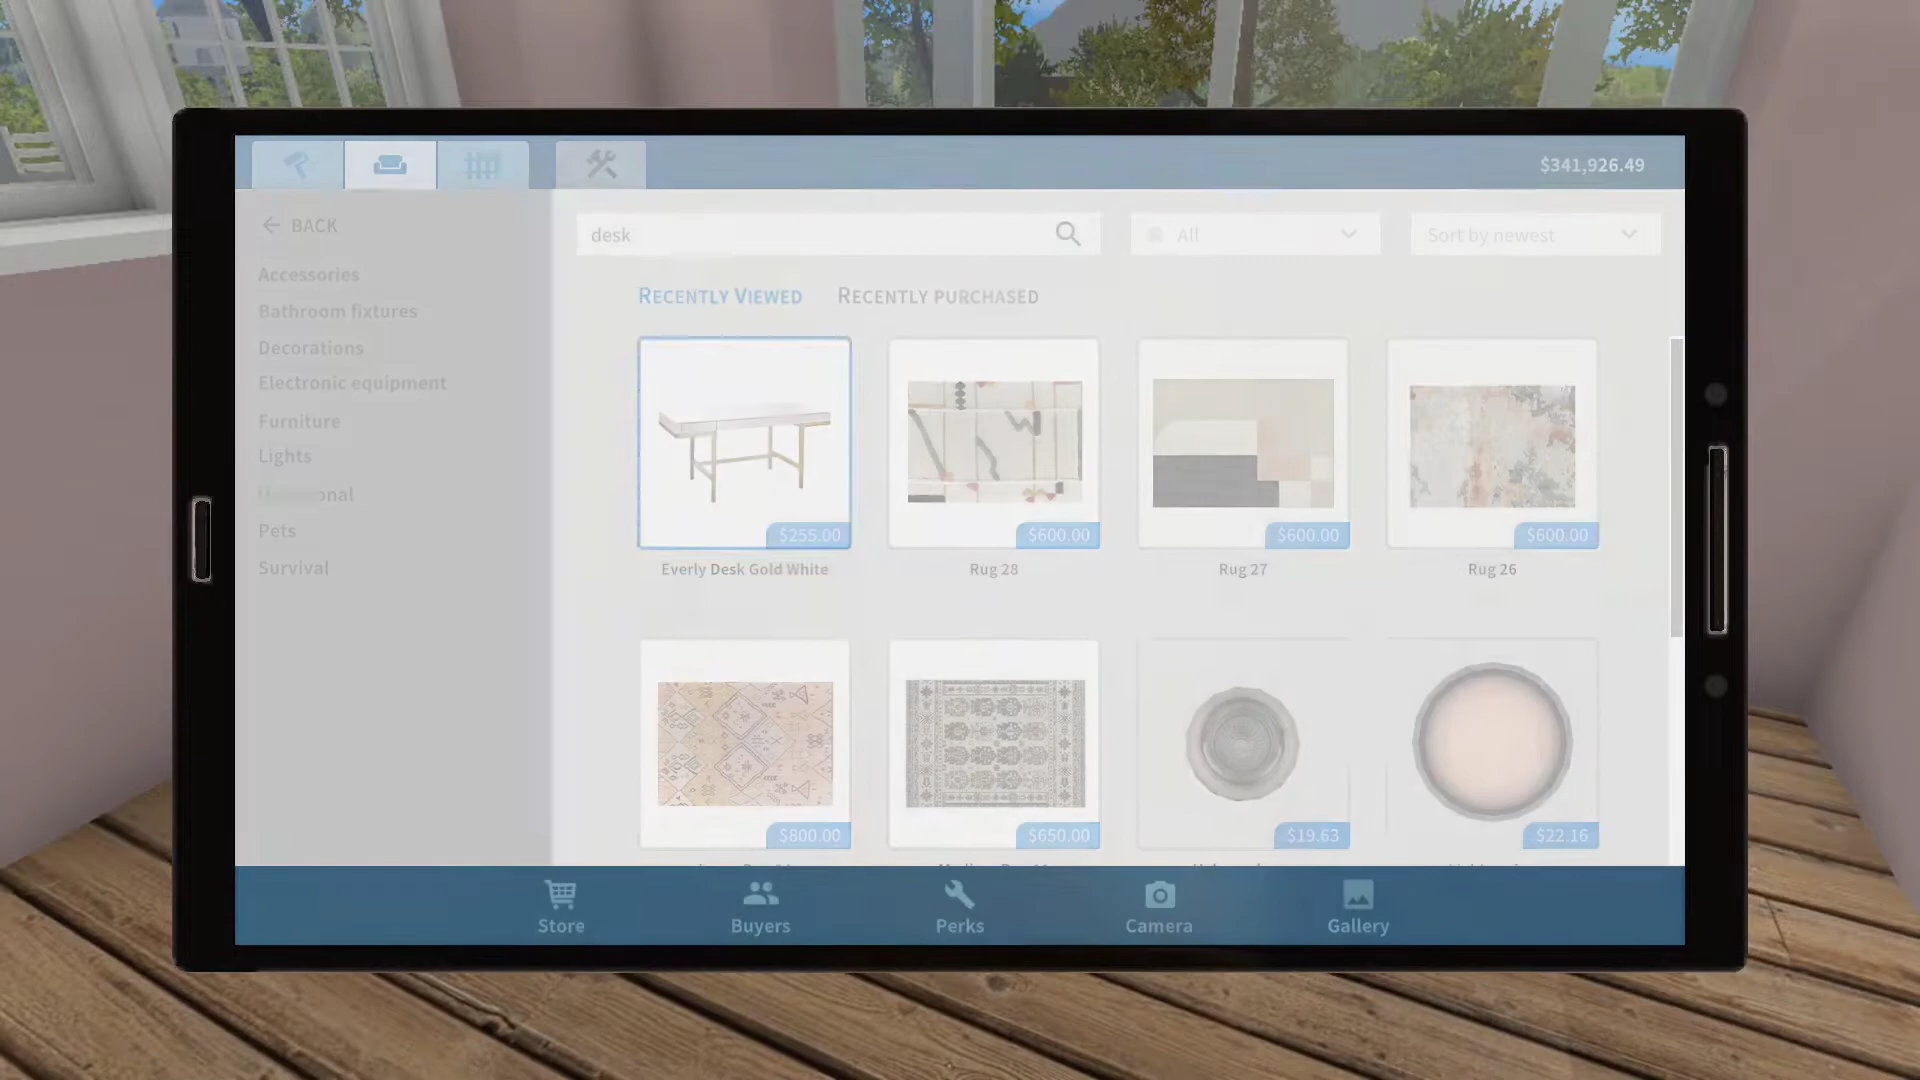 $341,926.49
BACK
desk
All
Sort by newest
Accessories
Bathroom fixtures
Decorations
Electronic equipment
Furniture
Lights
Pets
Survival
RECENTLY VIEWED
RECENTLY PURCHASED
$255.00
$600.00
$600.00
$600.00
Everly Desk Gold White
Rug 28
Rug 27
Rug 26
$800.00
$650.00
$19.63
$22.16
Store
Buyers
Perks
Camera
Gallery